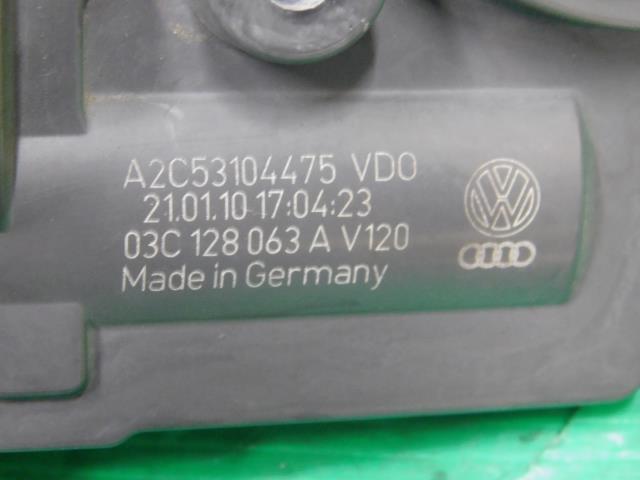 A2C53104475 VDO
21.01.10 17:04:23
03C 128 063 A V120
Made in Germany